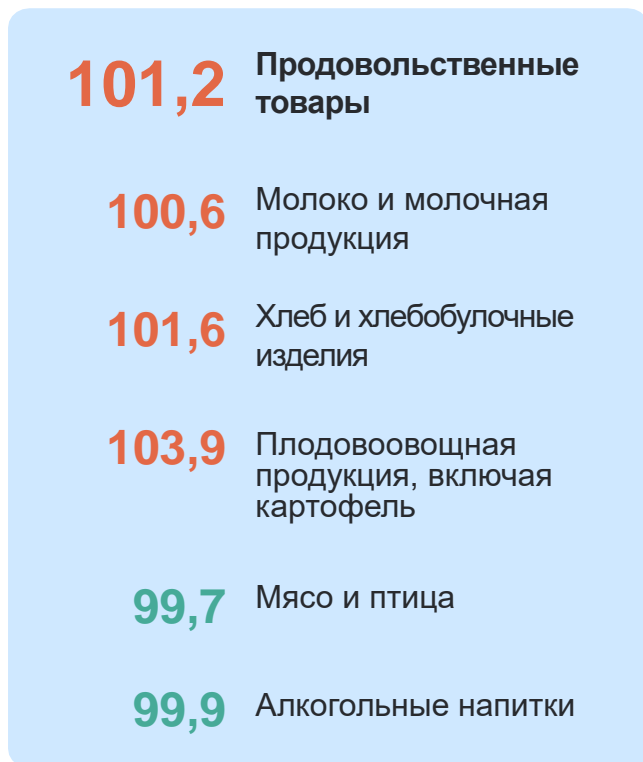 101,2 Продовольственные
товары
100,6 Молоко и молочная
продукция
101,6 Хлеб и хлебобулочные
изделия
103,9 Плодовоовощная
продукция, включая
картофель
99,7 Мясо и птица
99,9 Алкогольные напитки